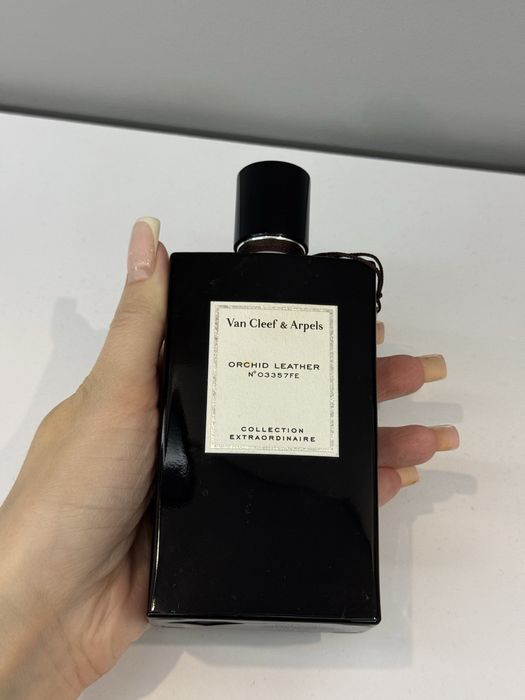 Van Cleef & Arpels
ORCHID LEATHER
N°03357FE
COLLECTION
EXTRAORDINAIRE